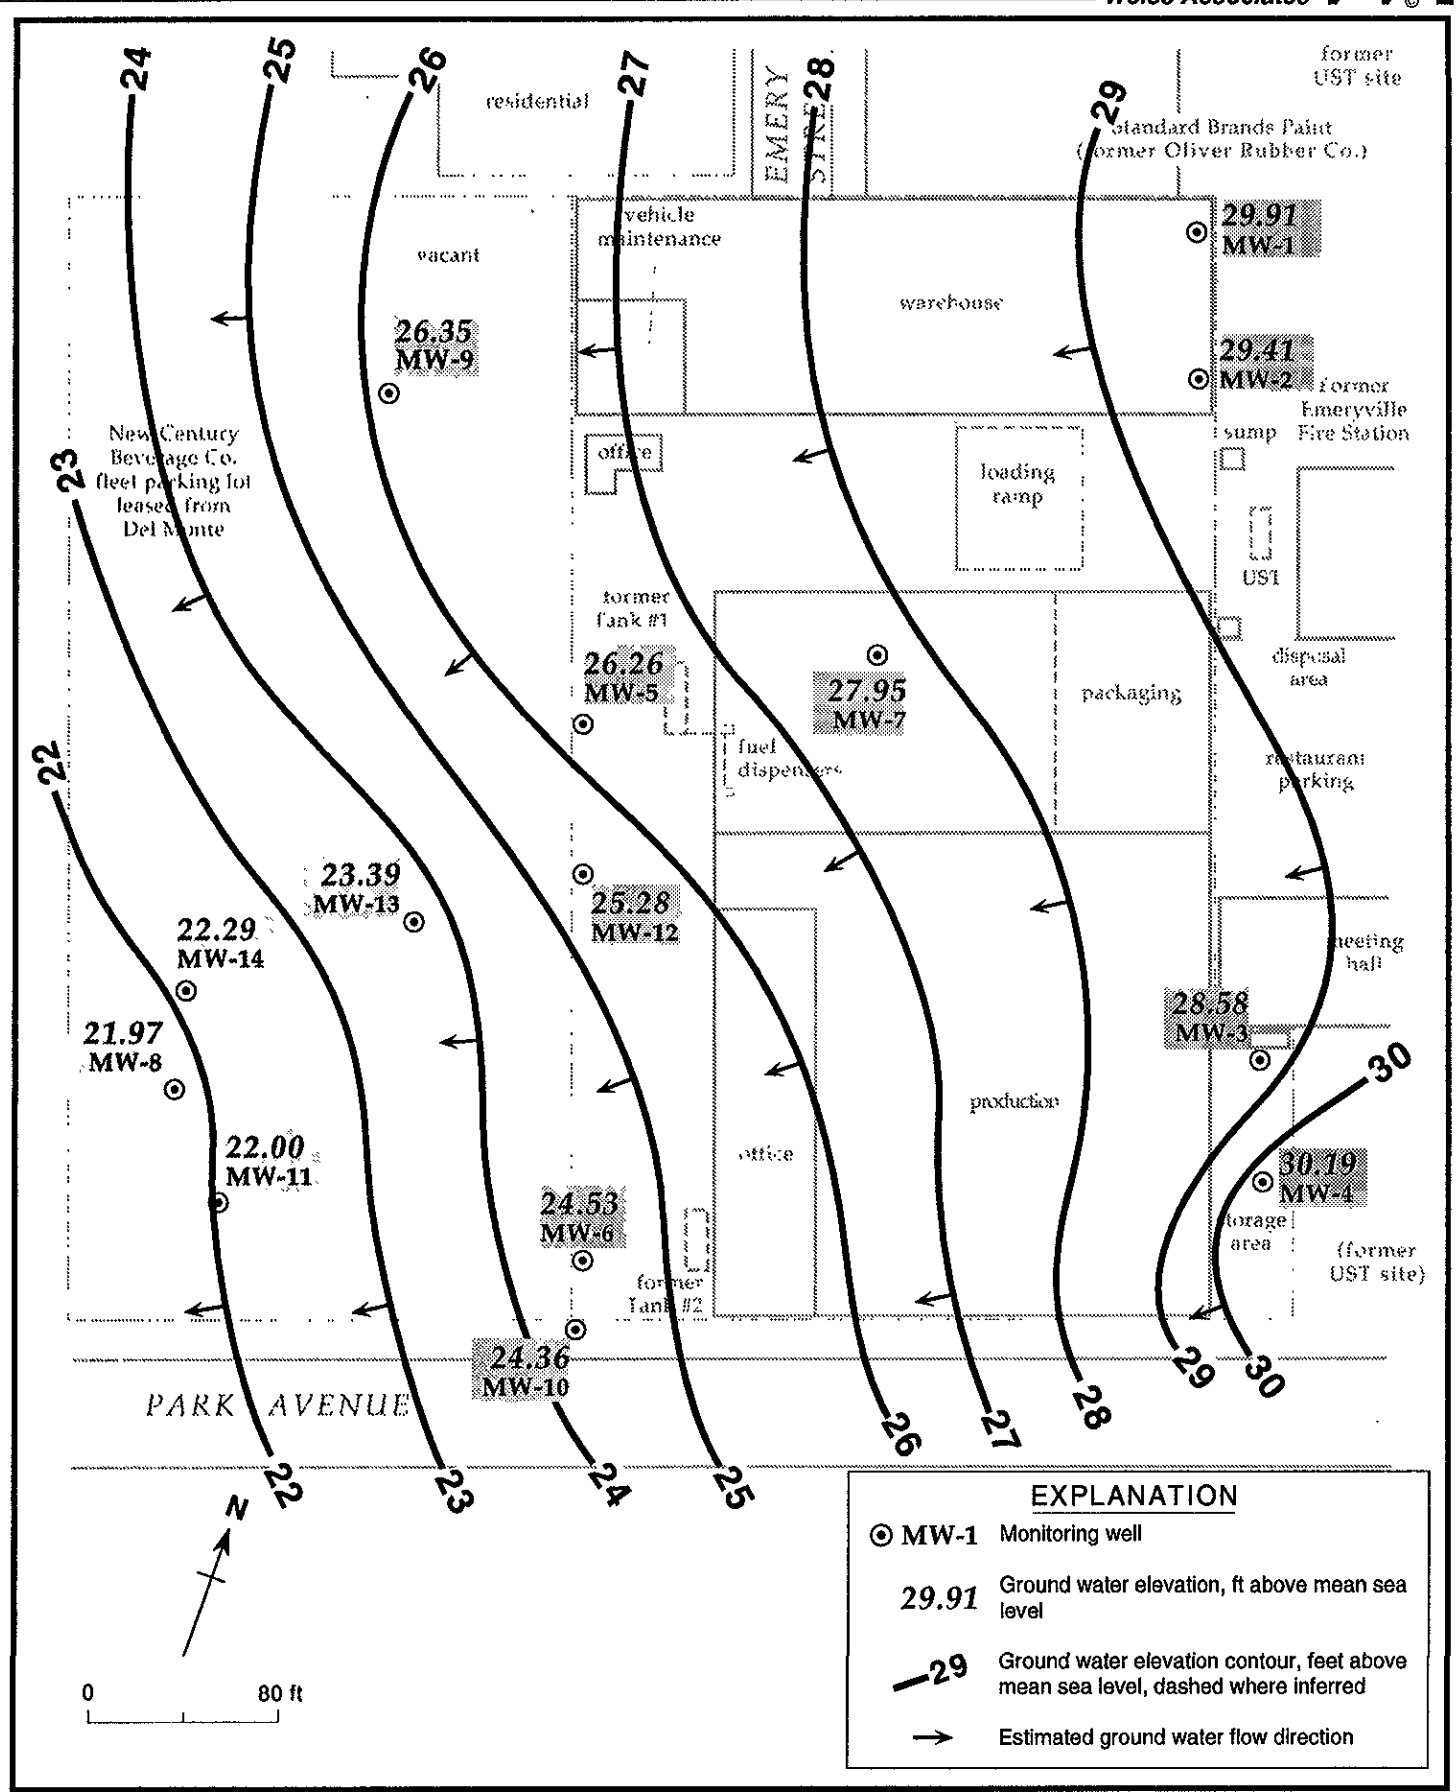 Weiss Associates
24
25
26
27
28
29
residential
EMERY
former
UST site
Standard Brands Paint
(former Oliver Rubber Co.)
vehicle
maintenance
29.91
MW-1
vacant
warehouse
26.35
MW-9
29.41
MW-2
former
Emeryville
Fire Station
New Century
Beverage Co.
fleet parking lot
leased from
Del Monte
23
office
loading
ramp
sump
UST
former
Tank #1
26.26
MW-5
27.95
MW-7
packaging
disposal
area
22
fuel
dispensers
restaurant
parking
23.39
MW-13
25.28
MW-12
22.29
MW-14
meeting
hall
21.97
MW-8
28.58
MW-3
30
production
22.00
MW-11
office
30.19
MW-4
24.53
MW-6
storage
area
(former
UST site)
former
Tank #2
24.36
MW-10
PARK AVENUE
29
30
28
27
26
25
24
23
22
N
0 80 ft
EXPLANATION
MW-1 Monitoring well
29.91 Ground water elevation, ft above mean sea
level
29 Ground water elevation contour, feet above
mean sea level, dashed where inferred
Estimated ground water flow direction